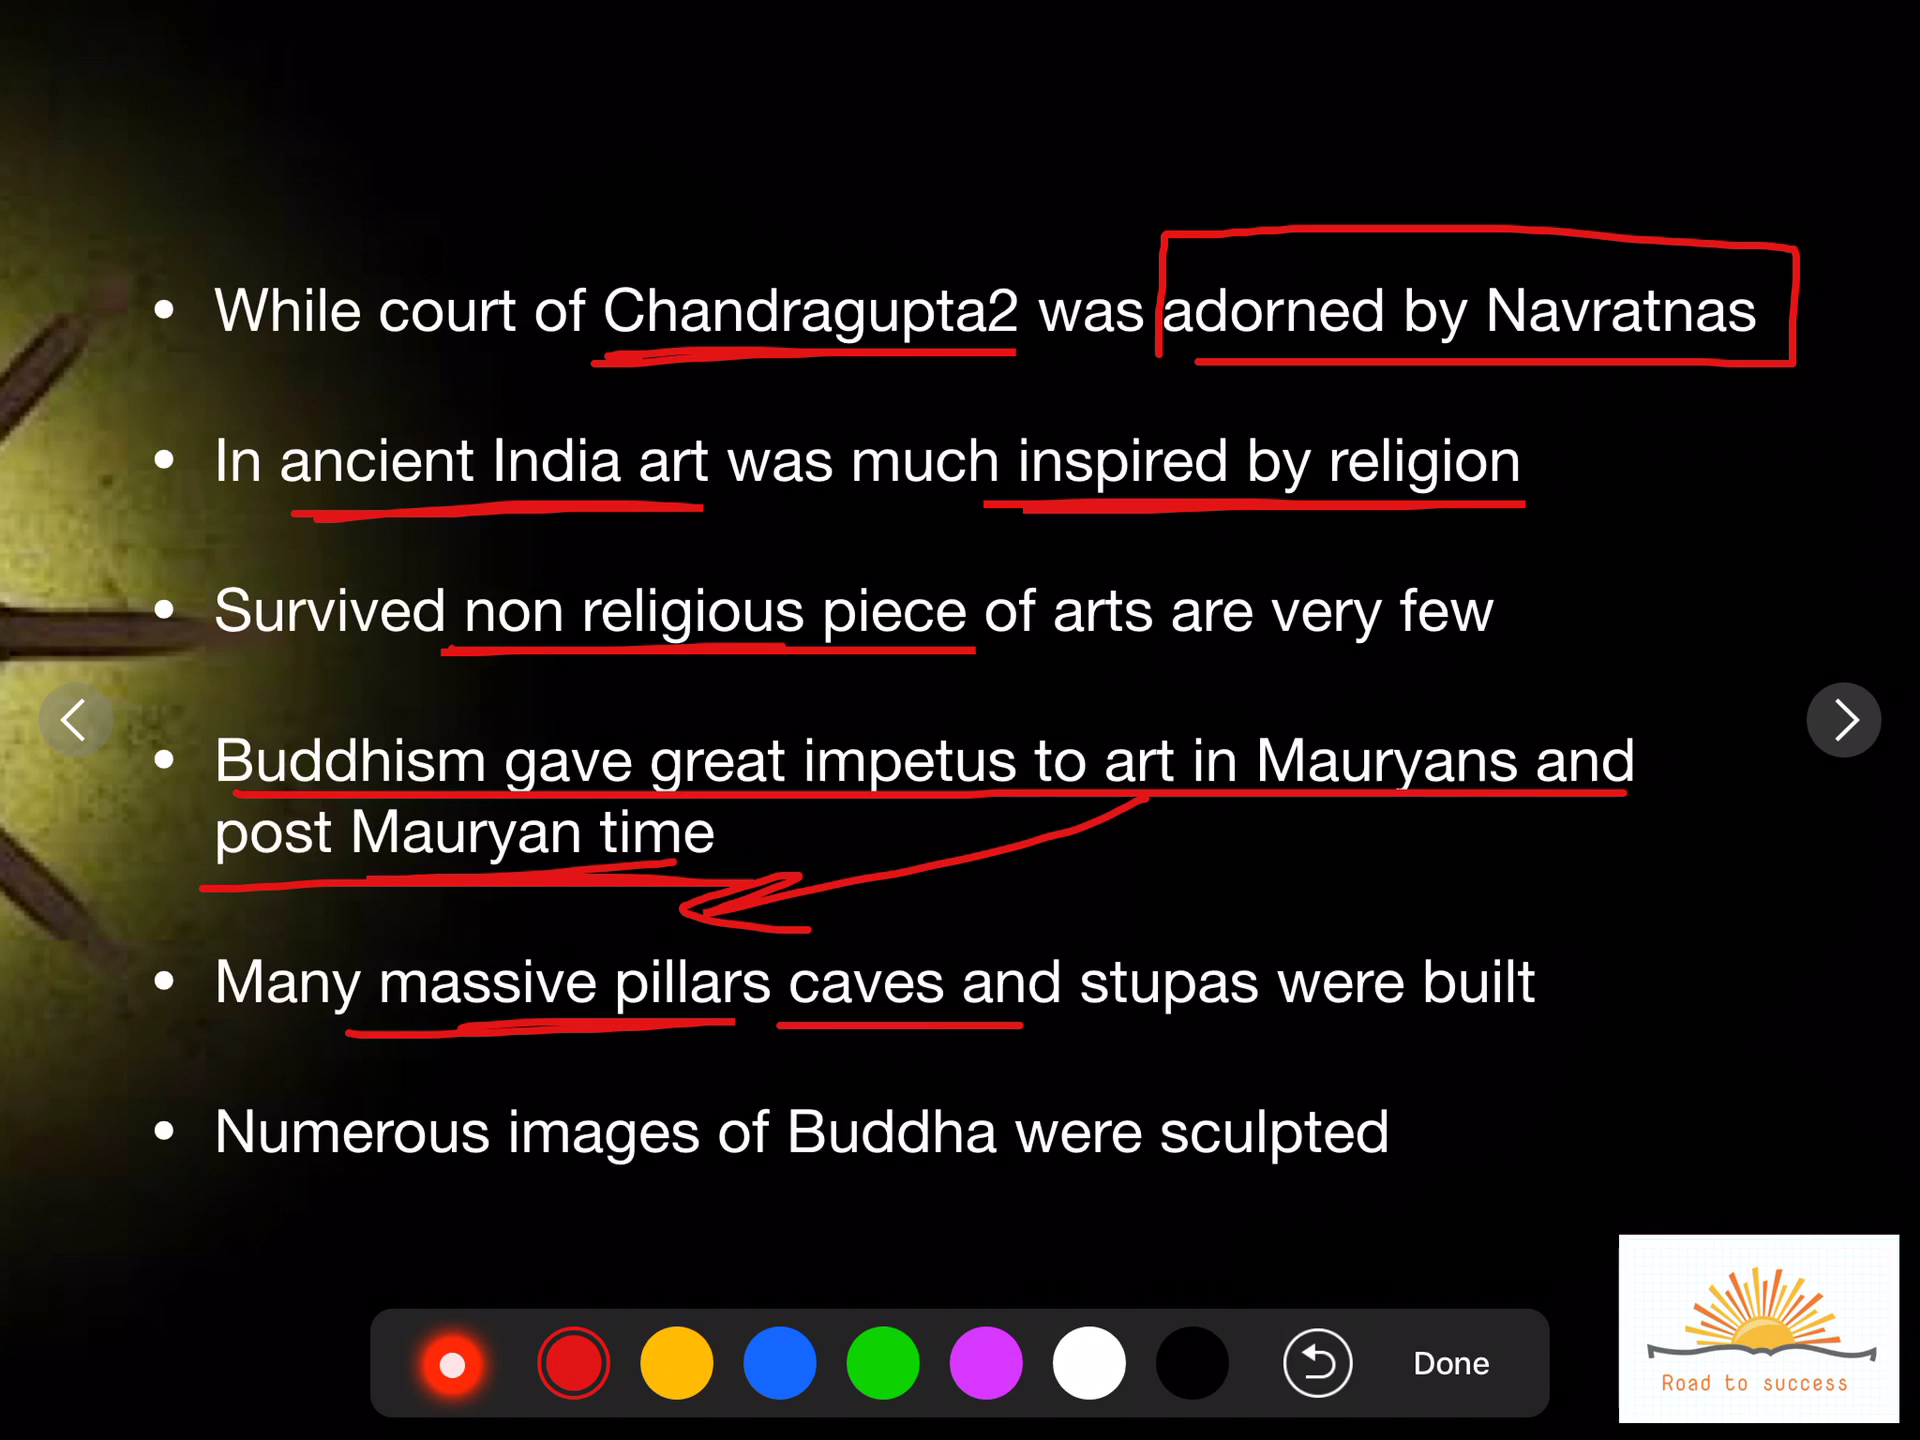 • While court of Chandragupta2 was adorned by Navratnas
• In ancient India art was much inspired by religion
• Survived non religious piece of arts are very few
• Buddhism gave great impetus to art in Mauryans and
post Mauryan time
• Many massive pillars caves and stupas were built
• Numerous images of Buddha were sculpted
Done
Road to success